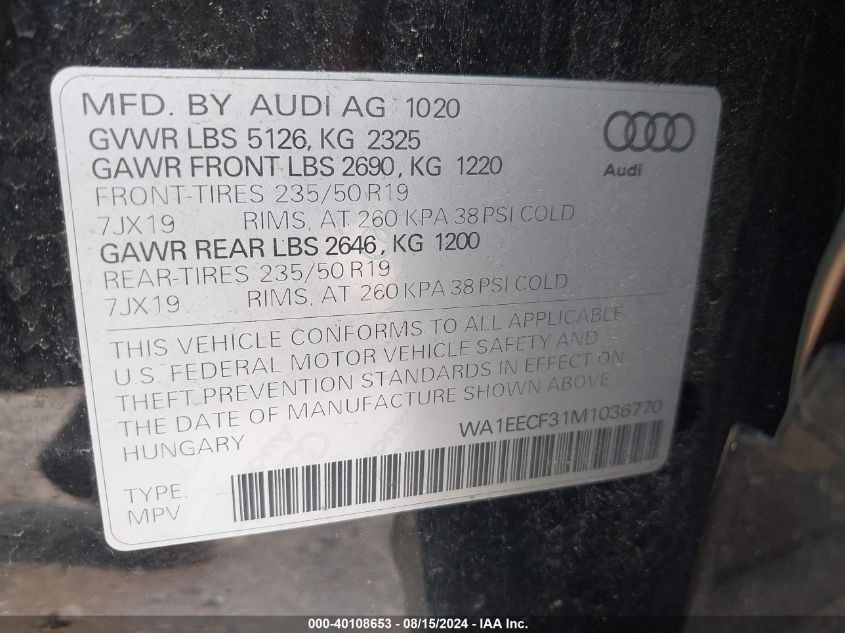 MFD. BY AUDI AG 1020
GVWR LBS 5126, KG 2325
GAWR FRONT LBS 2690, KG 1220
FRONT-TIRES 235/50 R19
7JX19 RIMS, AT 260 KPA 38 PSI COLD
GAWR REAR LBS 2646, KG 1200
REAR-TIRES 235/50 R19
7JX19 RIMS, AT 260 KPA 38 PSI COLD
Audi
THIS VEHICLE CONFORMS TO ALL APPLICABLE
U.S. FEDERAL MOTOR VEHICLE SAFETY AND
THEFT PREVENTION STANDARDS IN EFFECT ON
THE DATE OF MANUFACTURE SHOWN ABOVE.
HUNGARY WA1EECF31M1036770
TYPE:
MPV
000-40108653 - 08/15/2024 - © IAA, Inc.